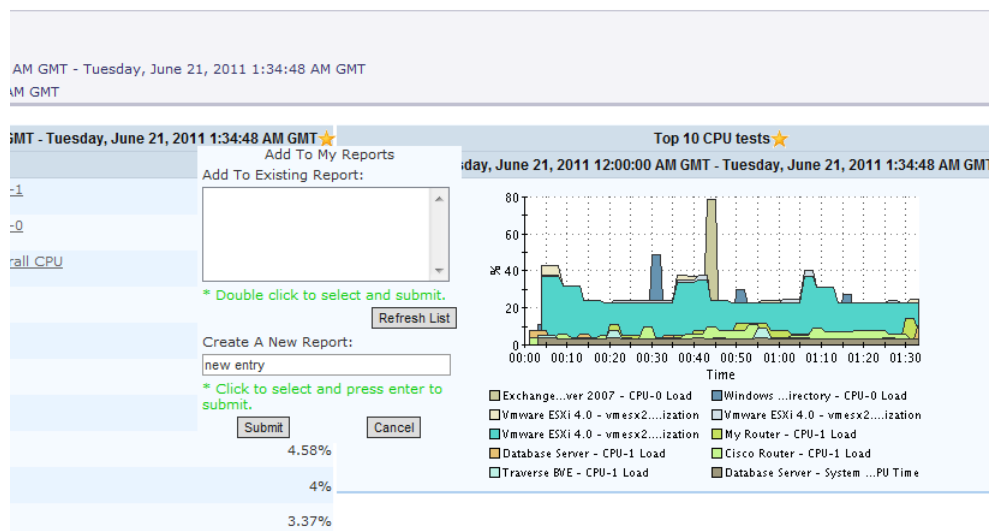 AM GMT - Tuesday, June 21, 2011 1:34:48 AM GMT
AM GMT
GMT - Tuesday, June 21, 2011 1:34:48 AM GMT
-1
-0
rall CPU
4.58%
4%
3.37%
Add To My Reports
Add To Existing Report:
* Double click to select and submit.
Refresh List
Create A New Report:
new entry
* Click to select and press enter to
submit.
Submit Cancel
Top 10 CPU tests
sday, June 21, 2011 12:00:00 AM GMT - Tuesday, June 21, 2011 1:34:48 AM GMT
80
60
40
20
0
%
00:00 00:10 00:20 00:30 00:40 00:50 01:00 01:10 01:20 01:30
Time
Exchange...ver 2007 - CPU-0 Load Windows ...irectory - CPU-0 Load
Vmware ESXi 4.0 - vmesx2....ization Vmware ESXi 4.0 - vmesx2....ization
Vmware ESXi 4.0 - vmesx2....ization My Router - CPU-1 Load
Database Server - CPU-1 Load Cisco Router - CPU-1 Load
Traverse BVE - CPU-1 Load Database Server - System ...PU Time